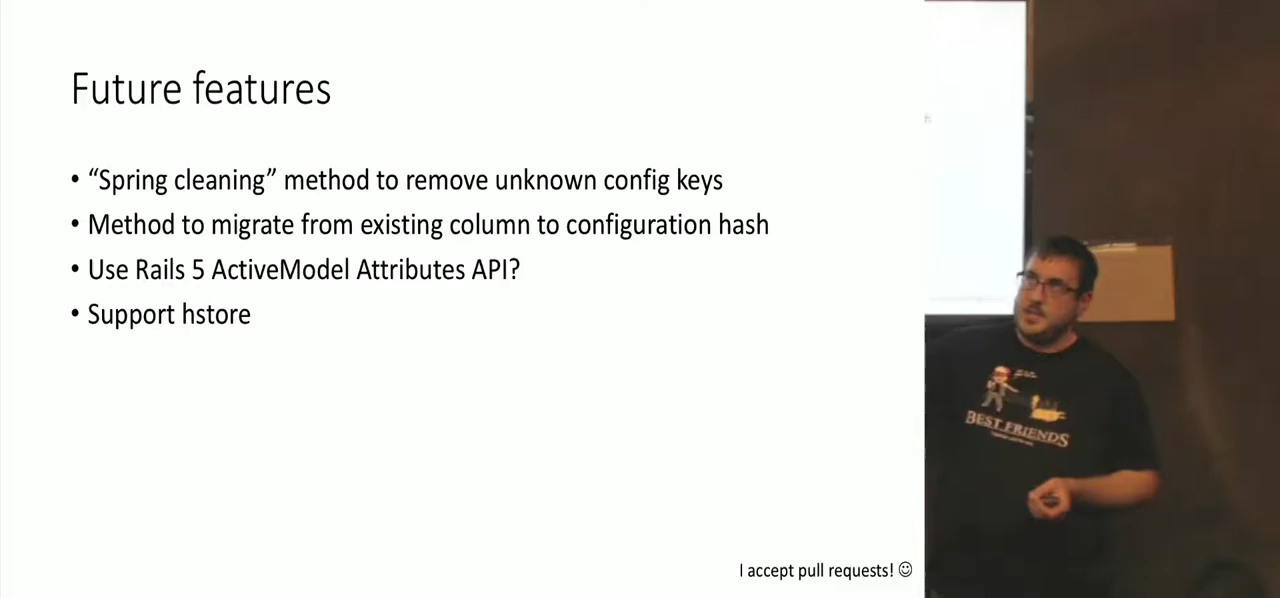 Future features
• “Spring cleaning” method to remove unknown config keys
• Method to migrate from existing column to configuration hash
• Use Rails 5 ActiveModel Attributes API?
• Support hstore
I accept pull requests! ☺
BEST FRIENDS